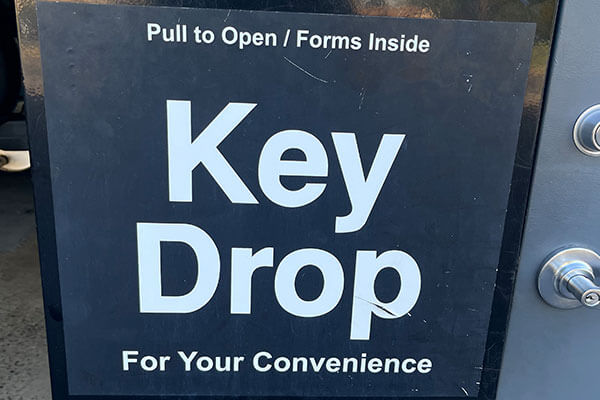 Pull to Open / Forms Inside
Key
Drop
For Your Convenience